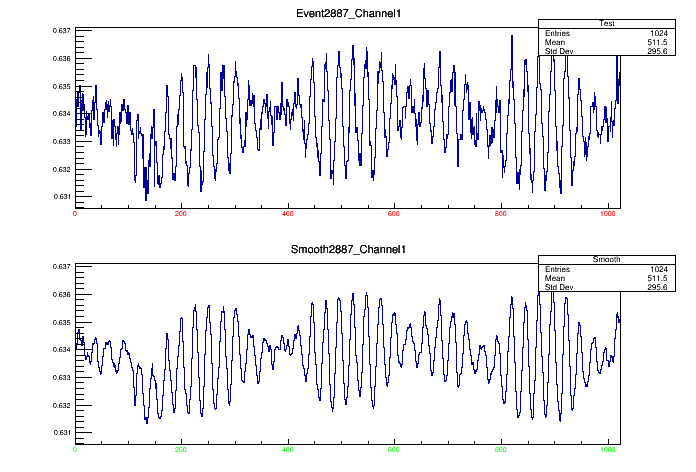 Event2887_Channel1
Test
Entries 1024
Mean 511.5
Std Dev 295.6
0.637
0.636
0.635
0.634
0.633
0.632
0.631
0 200 400 600 800 1000
Smooth2887_Channel1
Smooth
Entries 1024
Mean 511.5
Std Dev 295.6
0.637
0.636
0.635
0.634
0.633
0.632
0.631
0 200 400 600 800 1000